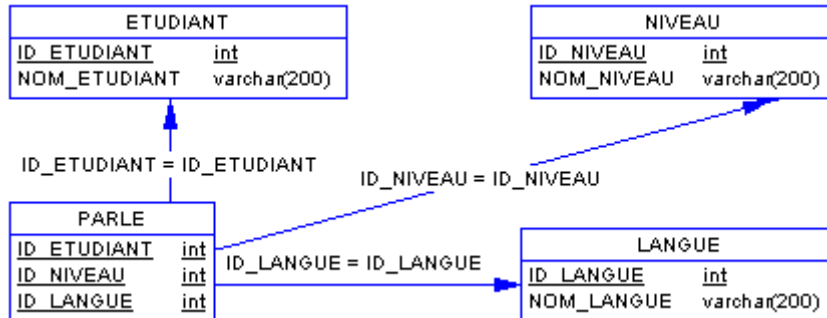 ETUDIANT
ID_ETUDIANT int
NOM_ETUDIANT varchar(200)
NIVEAU
ID_NIVEAU int
NOM_NIVEAU varchar(200)
ID_ETUDIANT = ID_ETUDIANT
ID_NIVEAU = ID_NIVEAU
PARLE
ID_ETUDIANT int
ID_NIVEAU int
ID_LANGUE int
ID_LANGUE = ID_LANGUE
LANGUE
ID_LANGUE int
NOM_LANGUE varchar(200)